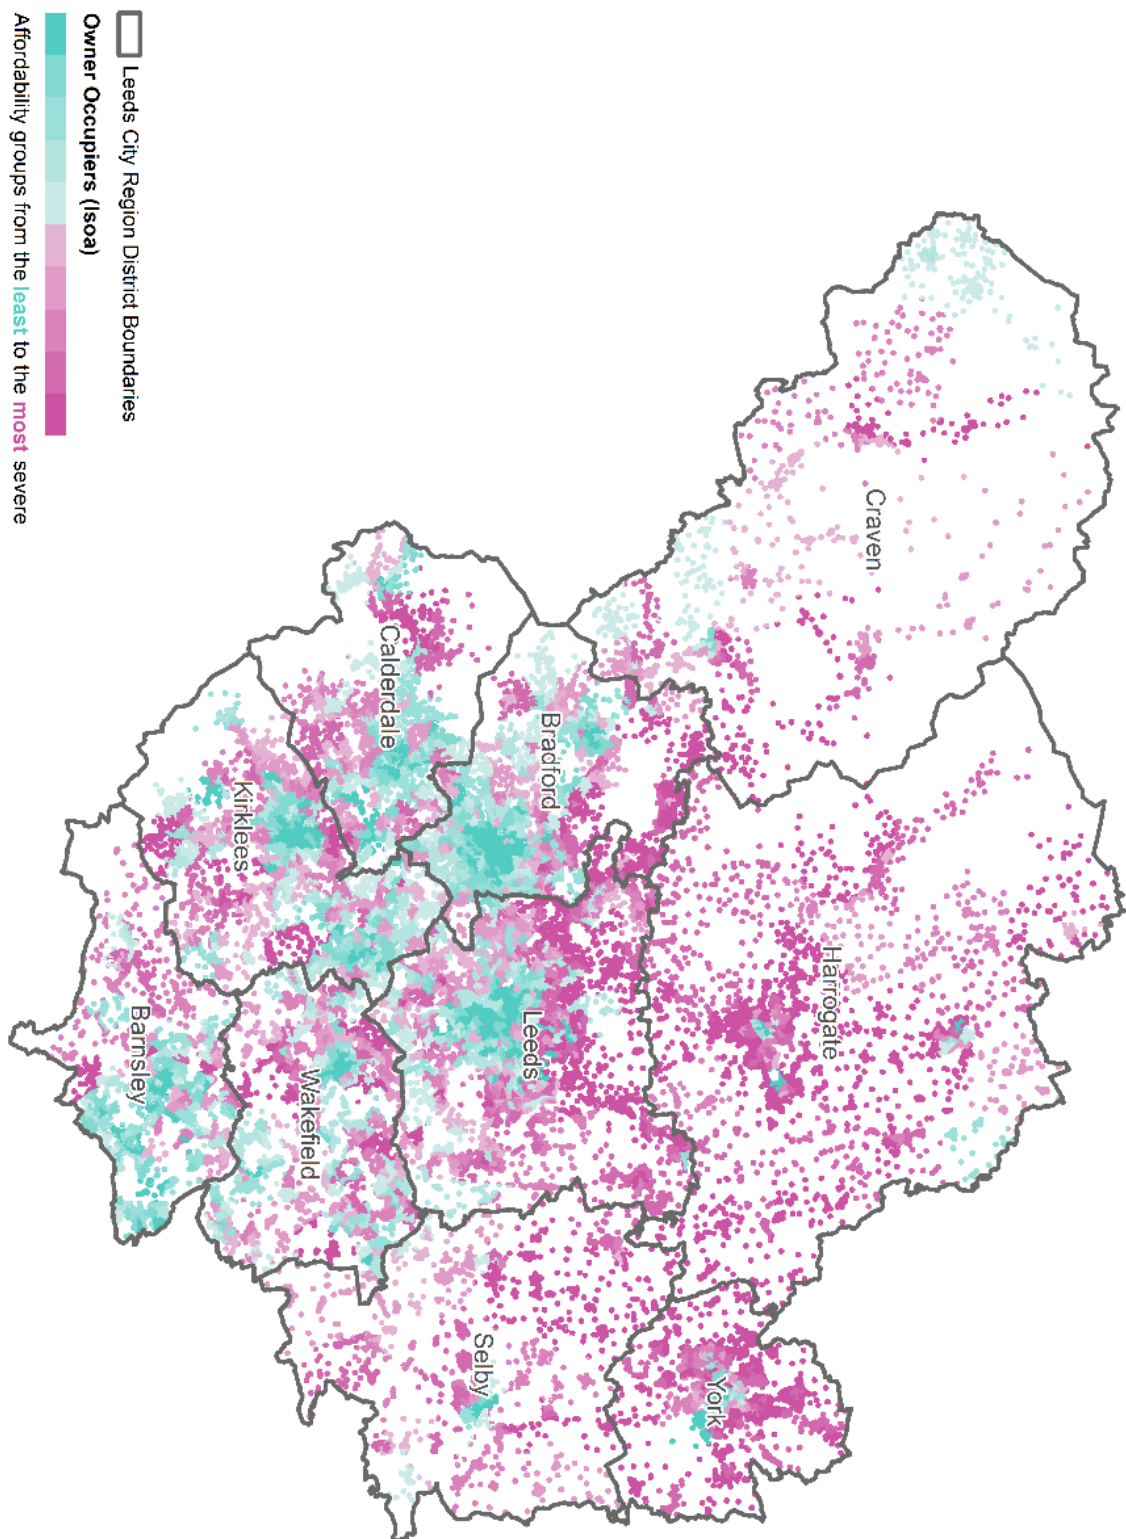 Craven
Harrogate
York
Bradford
Leeds
Selby
Calderdale
Kirklees
Wakefield
Barnsley
Leeds City Region District Boundaries
Owner Occupiers (lsoa)
Affordability groups from the least to the most severe